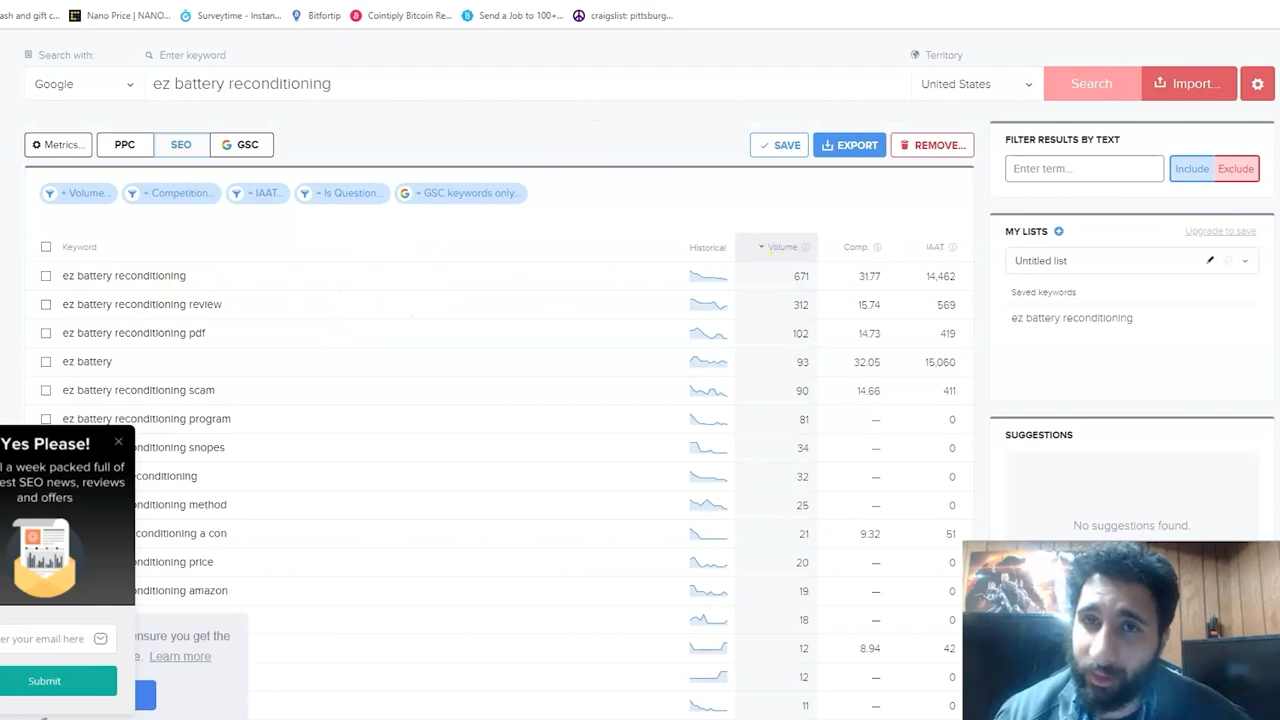 ash and gift c...
Nano Price / NANO...
Surveytime - Instan...
Bitfortip
Cointiply Bitcoin Re...
Send a Job to 100+...
craigslist: pittsburg...
Search with:
Enter keyword
Territory
Google
ez battery reconditioning
United States
Search
Import...
Metrics...
PPC
SEO
GSC
SAVE
EXPORT
REMOVE...
FILTER RESULTS BY TEXT
Enter term...
Include
Exclude
+ Volume...
+ Competition...
+ IAAT...
+ Is Question...
+ GSC keywords only...
MY LISTS
Upgrade to save
Untitled list
Saved keywords
ez battery reconditioning
SUGGESTIONS
No suggestions found.
Keyword Historical Volume Comp. IAAT
ez battery reconditioning 671 31.77 14,462
ez battery reconditioning review 312 15.74 569
ez battery reconditioning pdf 102 14.73 419
ez battery 93 32.05 15,060
ez battery reconditioning scam 90 14.66 411
ez battery reconditioning program 81 — 0
onditioning snopes 34 — 0
econditioning 32 — 0
onditioning method 25 — 0
conditioning a con 21 9.32 51
onditioning price 20 — 0
onditioning amazon 19 — 0
18 — 0
12 8.94 42
12 — 0
11 — 0
Yes Please!
l a week packed full of
est SEO news, reviews
and offers
er your email here
Submit
ensure you get the
e. Learn more